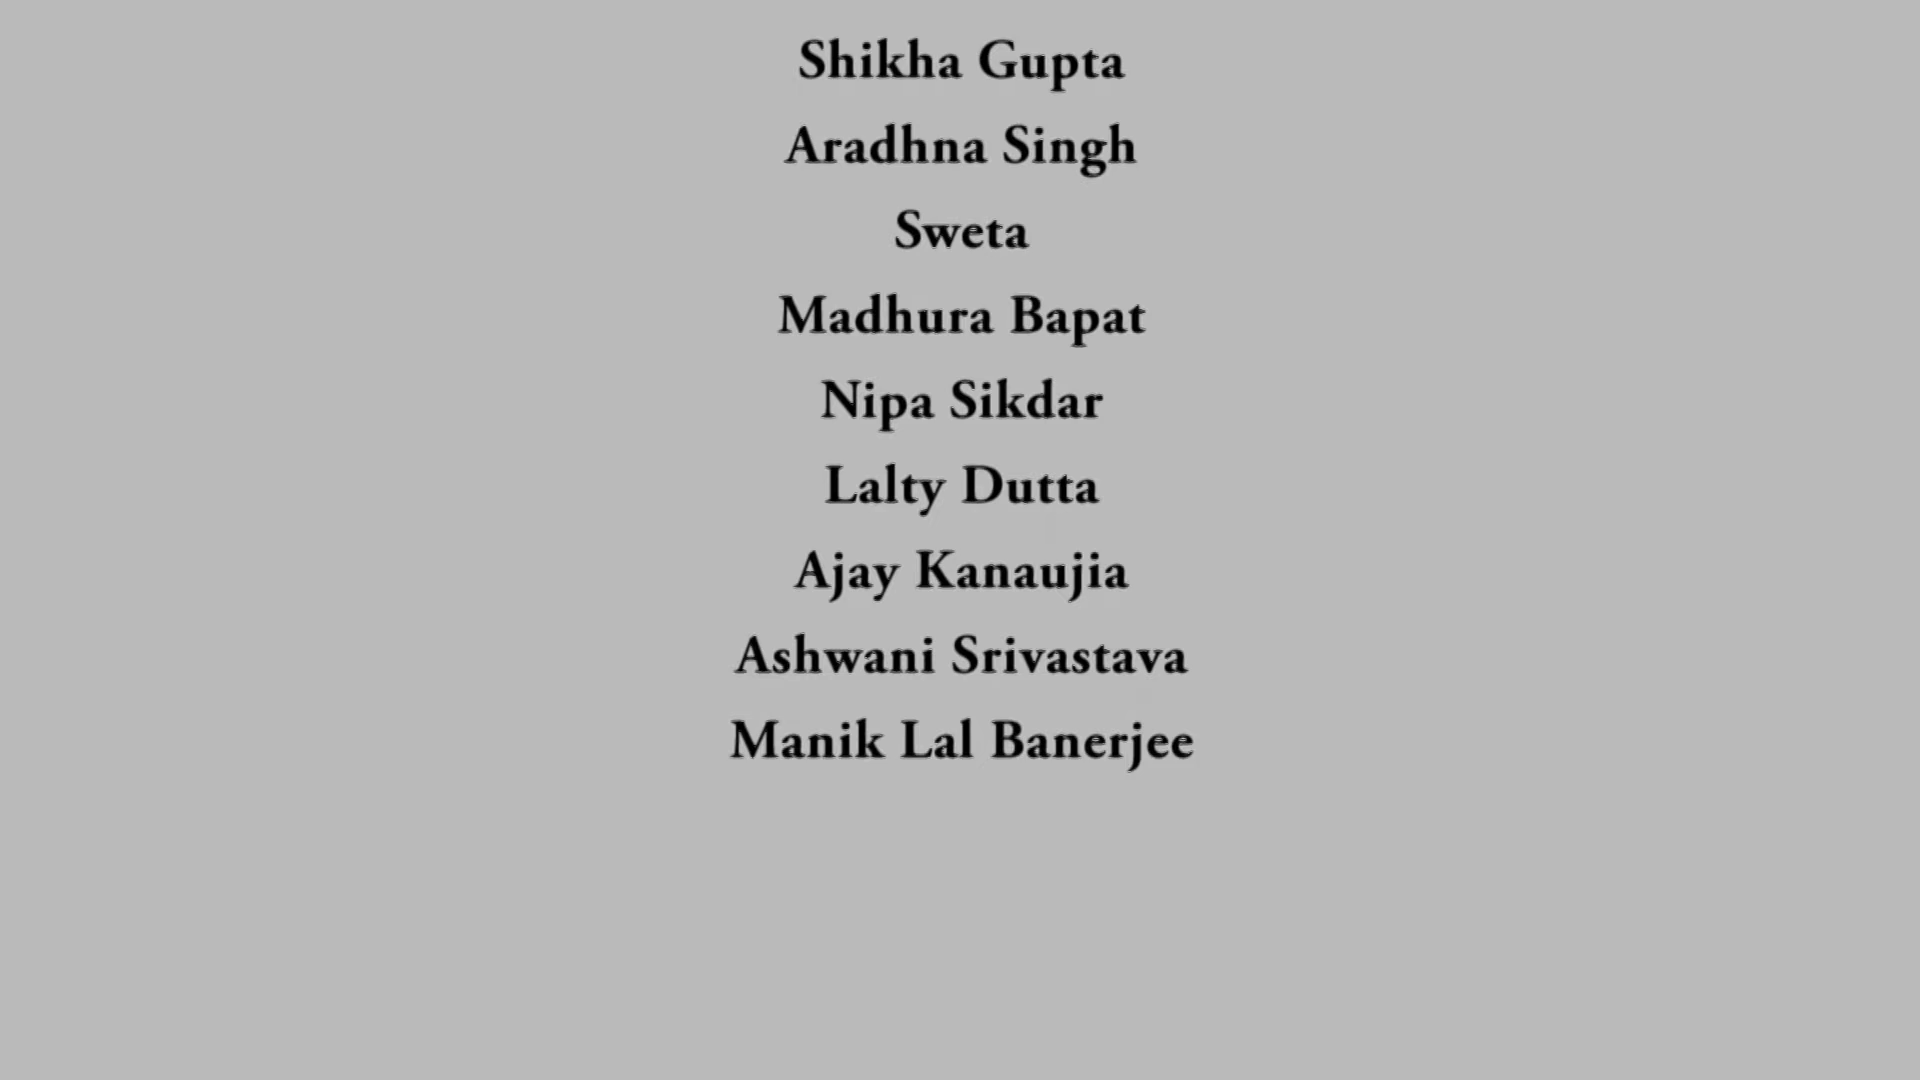 Shikha Gupta
Aradhna Singh
Sweta
Madhura Bapat
Nipa Sikdar
Lalty Dutta
Ajay Kanaujia
Ashwani Srivastava
Manik Lal Banerjee